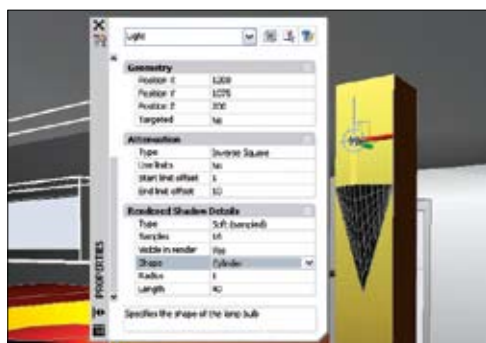 Light
Geometry
Position X 1200
Position Y 1075
Position Z 200
Targeted No
Attenuation
Type Inverse Square
Use limits No
Start limit offset 1
End limit offset 10
Rendered Shadow Details
Type Soft (sampled)
Samples 16
Visible in render Yes
Shape Cylinder
Radius
Length 40
PROPERTIES
Specifies the shape of the lamp bulb